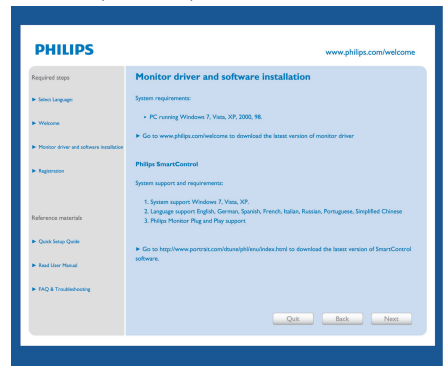 PHILIPS
www.philips.com/welcome
Required steps
► Select Language:
► Welcome
► Monitor driver and software installation
► Registration
Reference materials
► Quick Setup Guide
► Read User Manual
► FAQ & Troubleshooting
Monitor driver and software installation
System requirements:
• PC running Windows 7, Vista, XP, 2000, 98.
► Go to www.philips.com/welcome to download the latest version of monitor driver
Philips SmartControl
System support and requirements:
1. System support Windows 7, Vista, XP.
2. Language support English, German, Spanish, French, Italian, Russian, Portuguese, Simplified Chinese
3. Philips Monitor Plug and Play support
► Go to http://www.portrait.com/dtune/phil/enu/index.html to download the latest version of SmartControl
software.
Quit
Back
Next